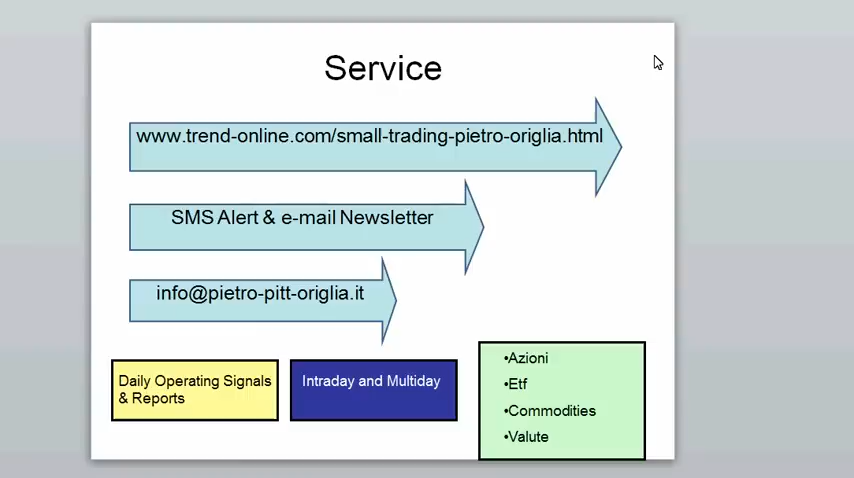 Service
www.trend-online.com/small-trading-pietro-origlia.html
SMS Alert & e-mail Newsletter
info@pietro-pitt-origlia.it
Daily Operating Signals
& Reports
Intraday and Multiday
•Azioni
•Etf
•Commodities
•Valute